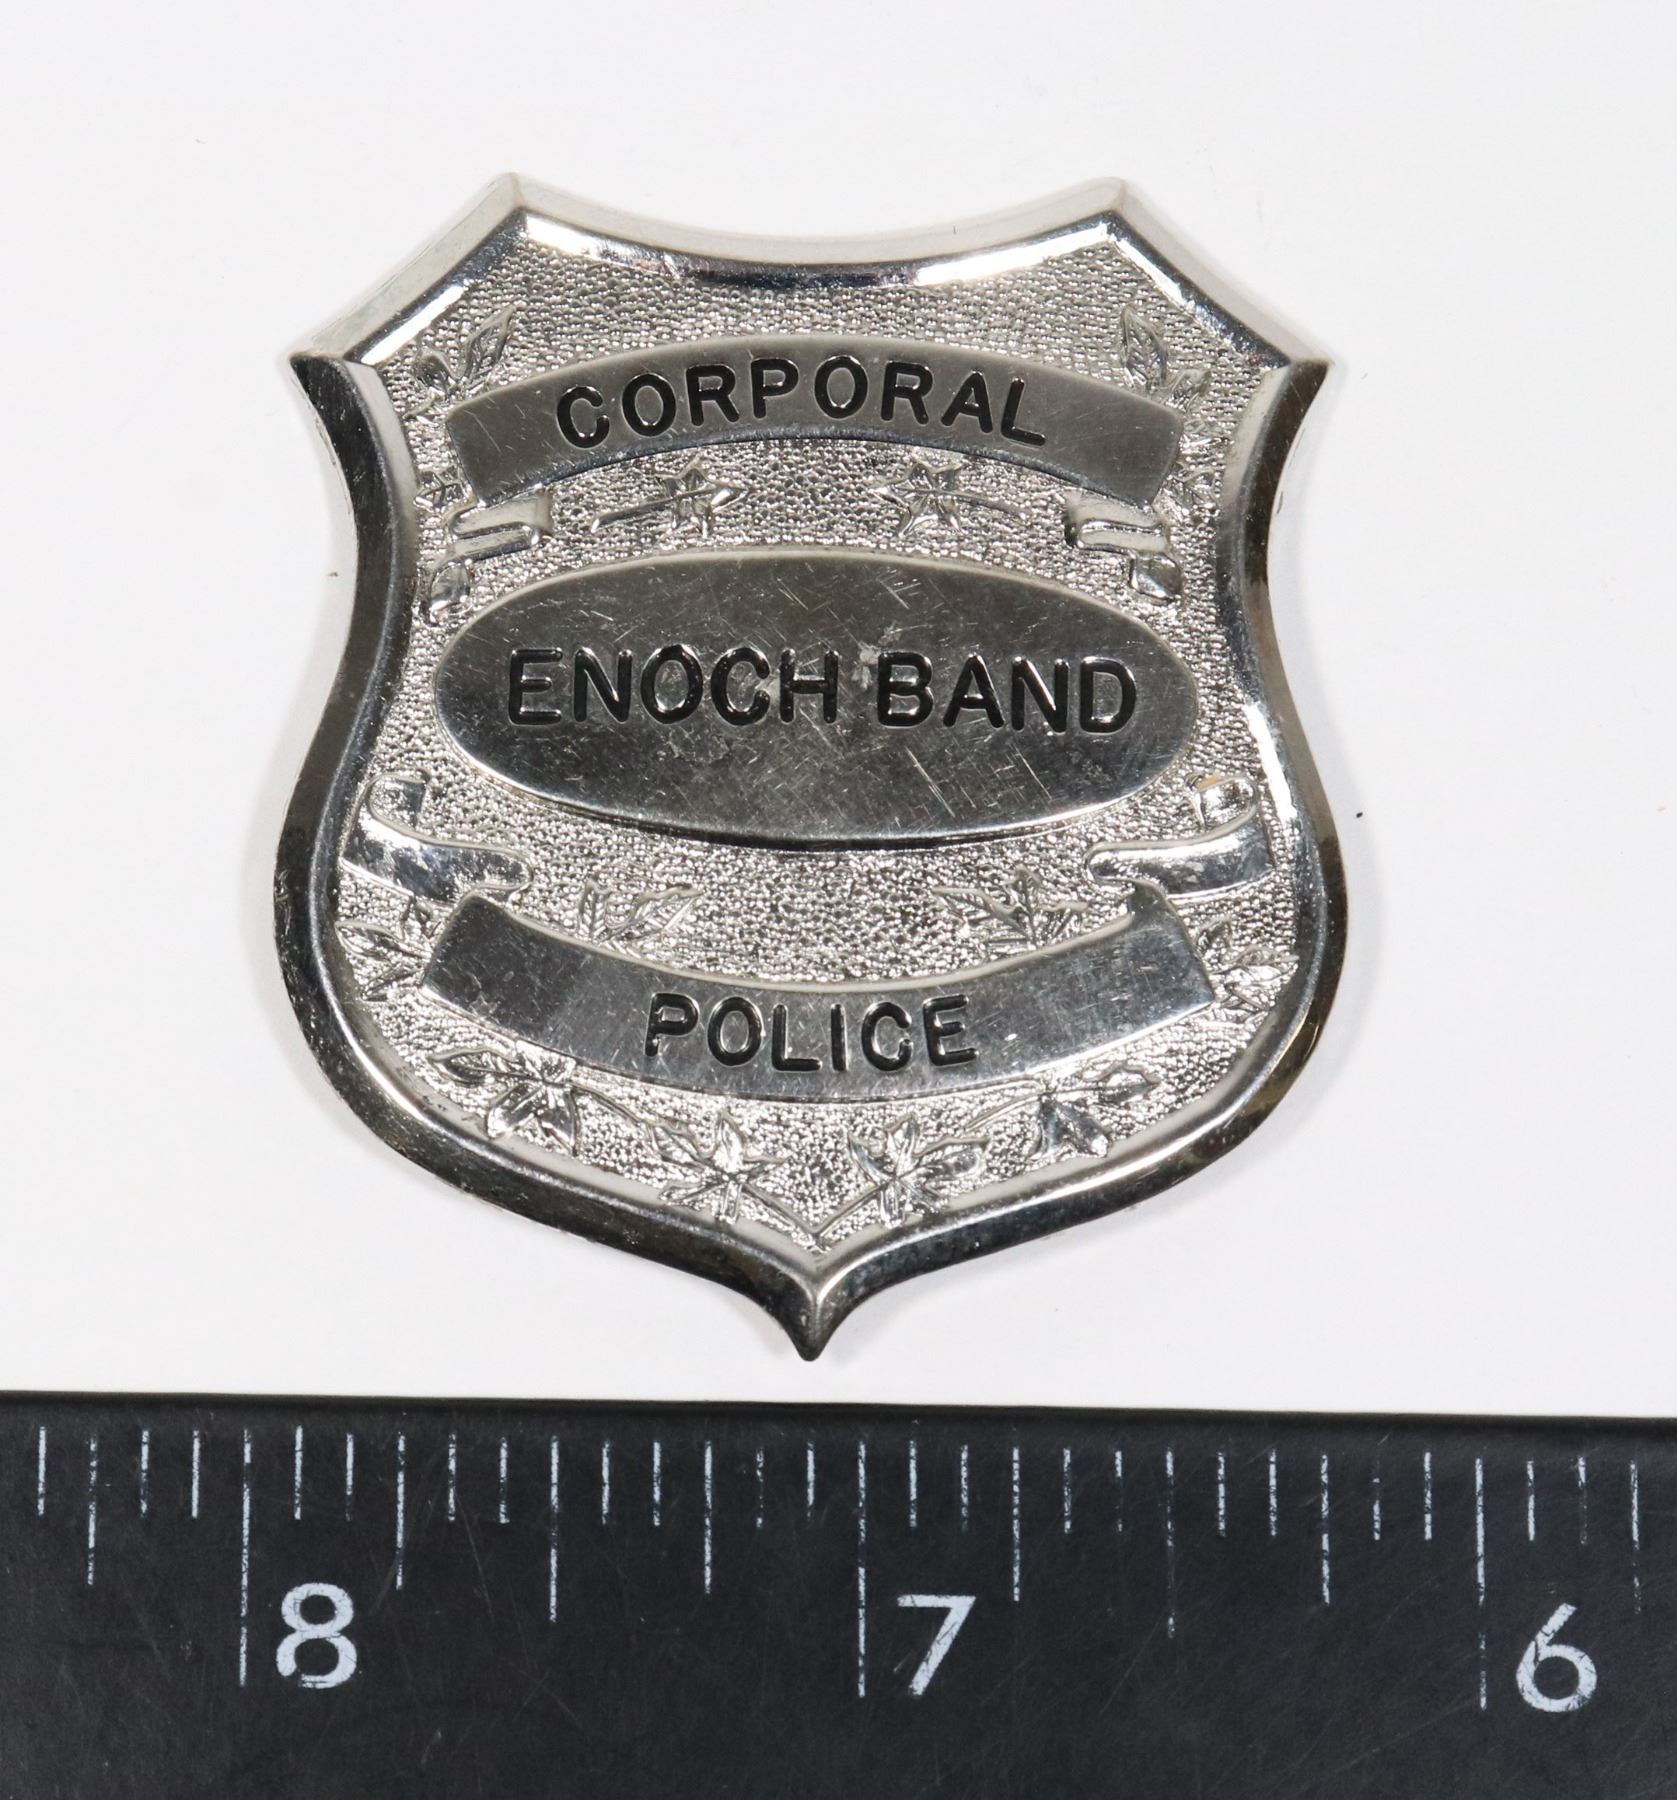 CORPORAL
ENOCH BAND
POLICE
8 7 6